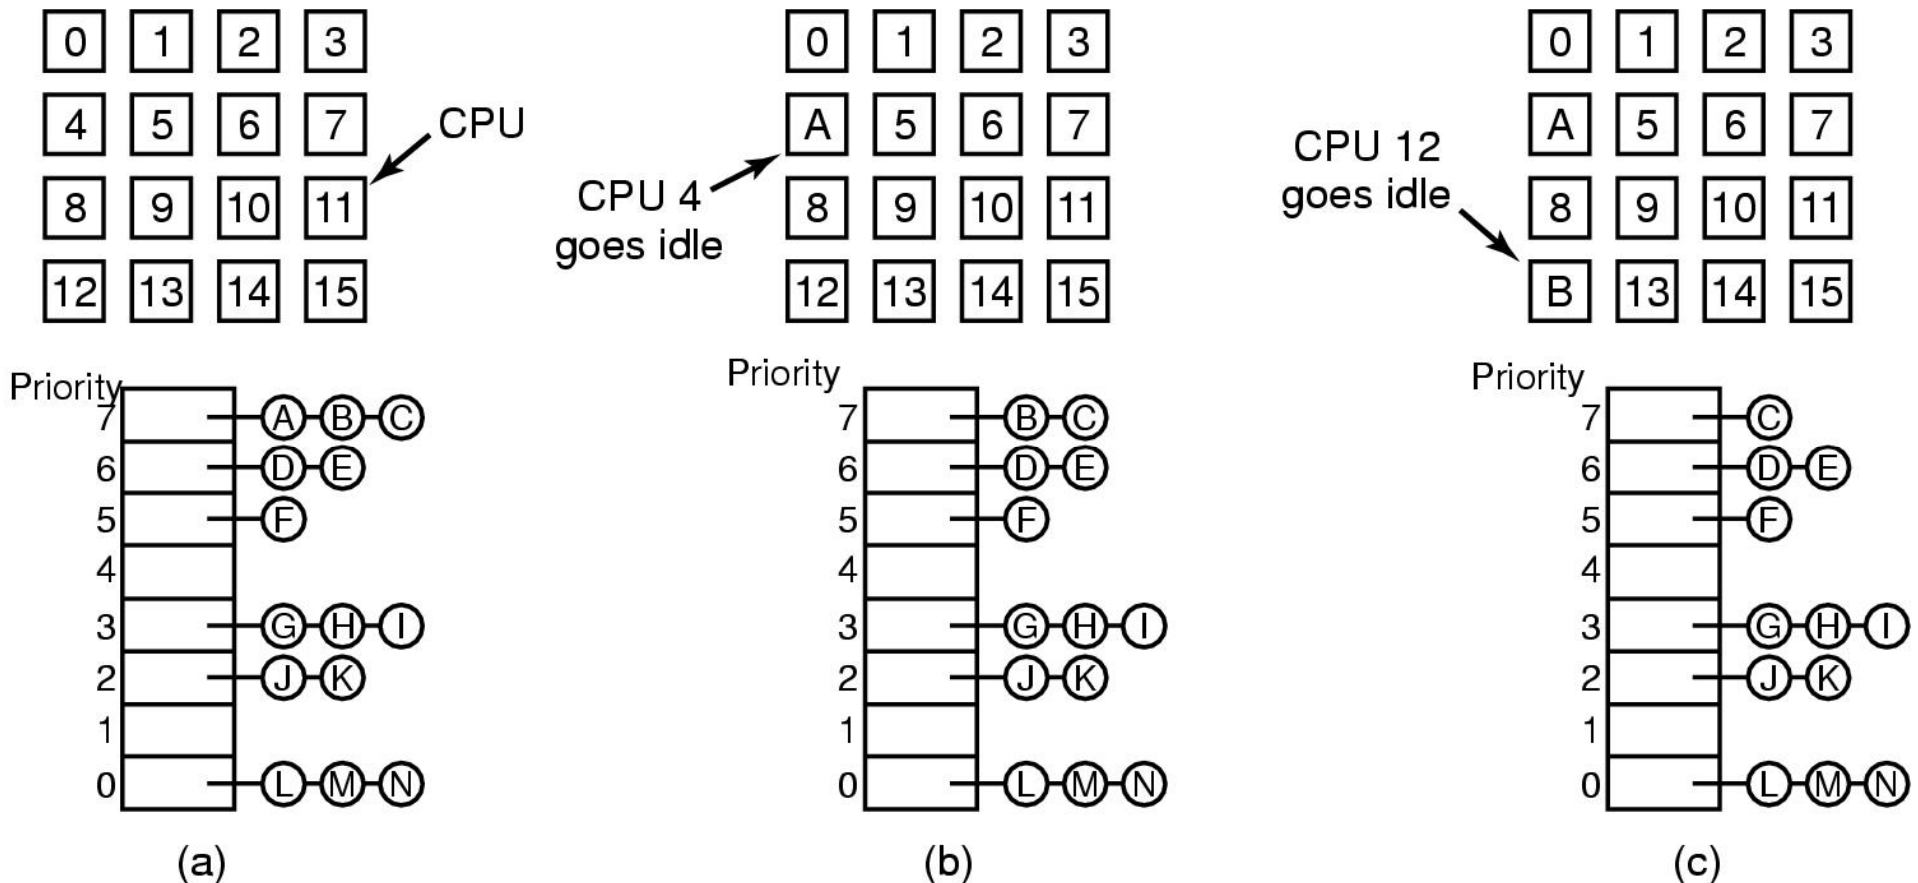 0 1 2 3
4 5 6 7
8 9 10 11
12 13 14 15
CPU
Priority
7 A B C
6 D E
5 F
4
3 G H I
2 J K
1
0 L M N
(a)
0 1 2 3
A 5 6 7
8 9 10 11
12 13 14 15
CPU 4
goes idle
Priority
7 B C
6 D E
5 F
4
3 G H I
2 J K
1
0 L M N
(b)
0 1 2 3
A 5 6 7
8 9 10 11
B 13 14 15
CPU 12
goes idle
Priority
7 C
6 D E
5 F
4
3 G H I
2 J K
1
0 L M N
(c)